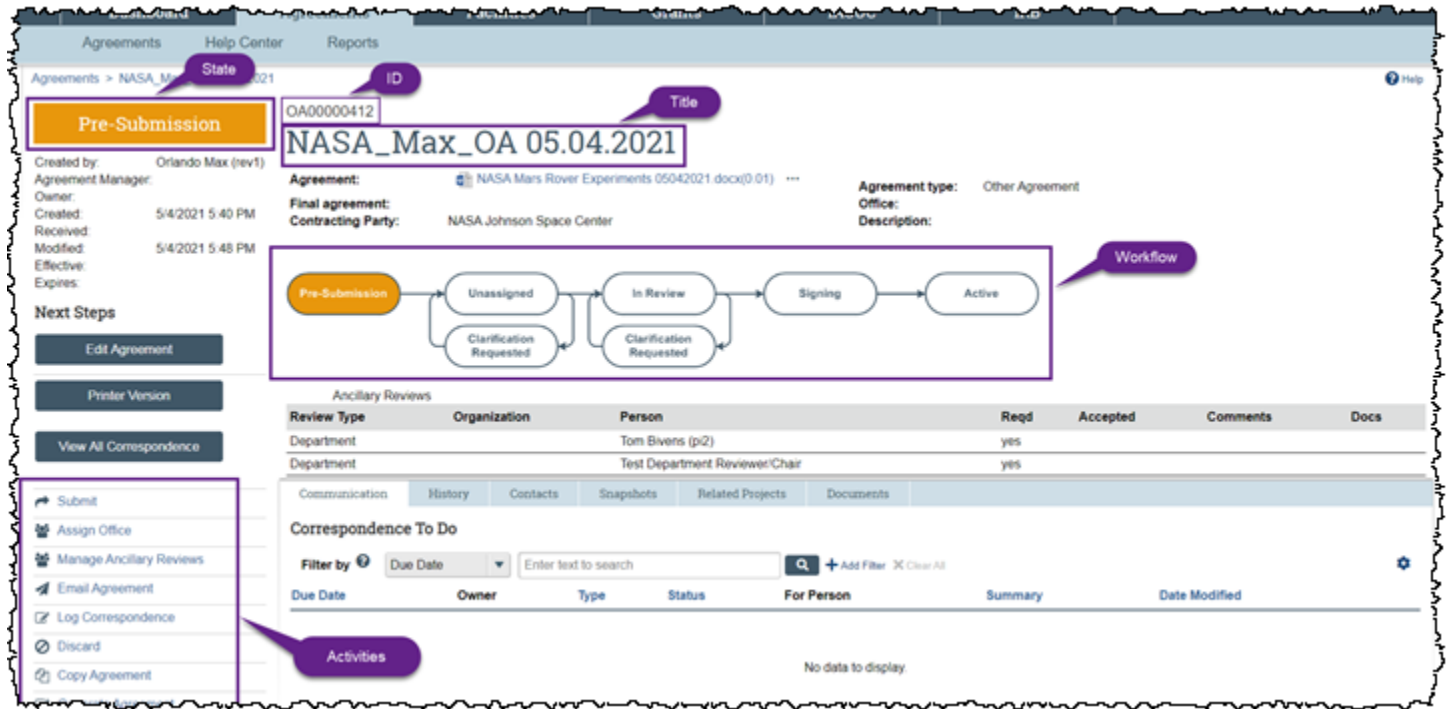 Agreements Help Center Reports
State
ID
Title
Agreements > NASA_M 2021
Help
Pre-Submission
OA00000412
NASA_Max_OA 05.04.2021
Created by: Orlando Max (rev1)
Agreement Manager:
Owner:
Created: 5/4/2021 5:40 PM
Received:
Modified: 5/4/2021 5:48 PM
Effective:
Expires:
Agreement: NASA Mars Rover Experiments 05042021.docx(0.01) ...
Final agreement:
Contracting Party: NASA Johnson Space Center
Agreement type: Other Agreement
Office:
Description:
Workflow
Pre-Submission Unassigned In Review Signing Active
Clarification Requested Clarification Requested
Next Steps
Edit Agreement
Printer Version
View All Correspondence
Ancillary Reviews
Review Type Organization Person Reqd Accepted Comments Docs
Department Tom Bivens (pi2) yes
Department Test Department Reviewer/Chair yes
Submit
Assign Office
Manage Ancillary Reviews
Email Agreement
Log Correspondence
Discard
Copy Agreement
Activities
Communication History Contacts Snapshots Related Projects Documents
Correspondence To Do
Filter by Due Date Enter text to search Add Filter Clear All
Due Date Owner Type Status For Person Summary Date Modified
No data to display.